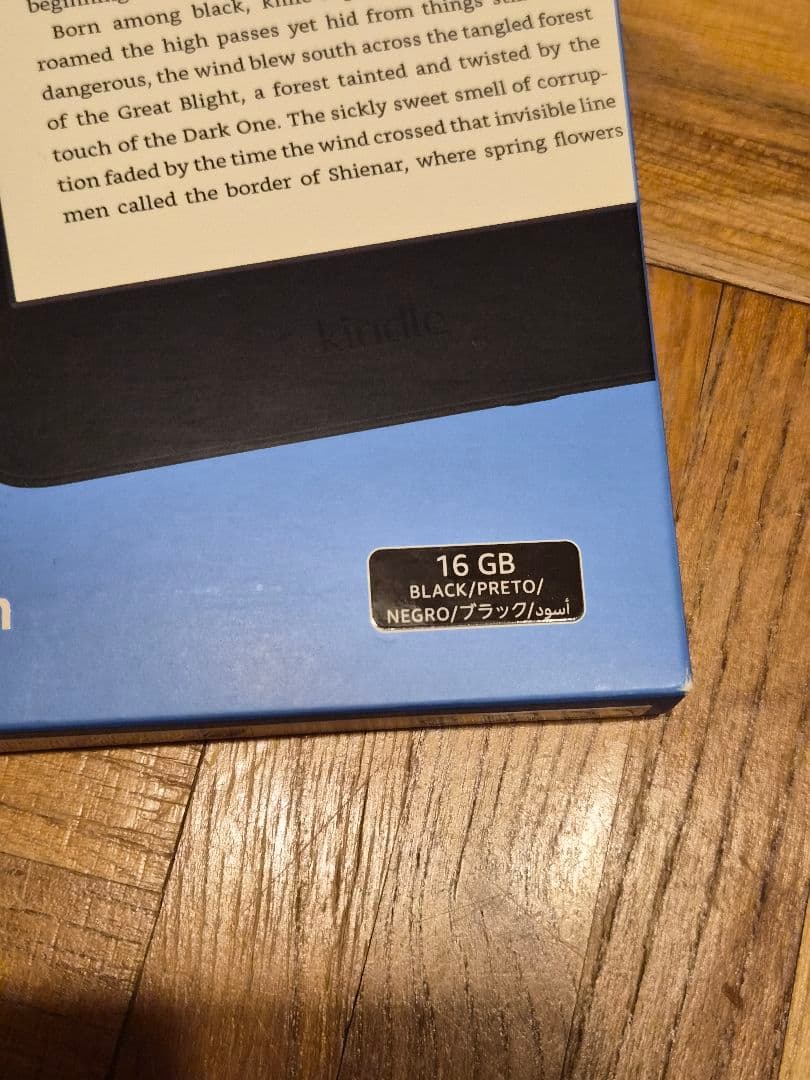 Born among black,
roamed the high passes yet hid from things
dangerous, the wind blew south across the tangled forest
of the Great Blight, a forest tainted and twisted by the
touch of the Dark One. The sickly sweet smell of corrup-
tion faded by the time the wind crossed that invisible line
men called the border of Shienar, where spring flowers
kindle
16 GB
BLACK/PRETO/
NEGRO/ブラック/أسود